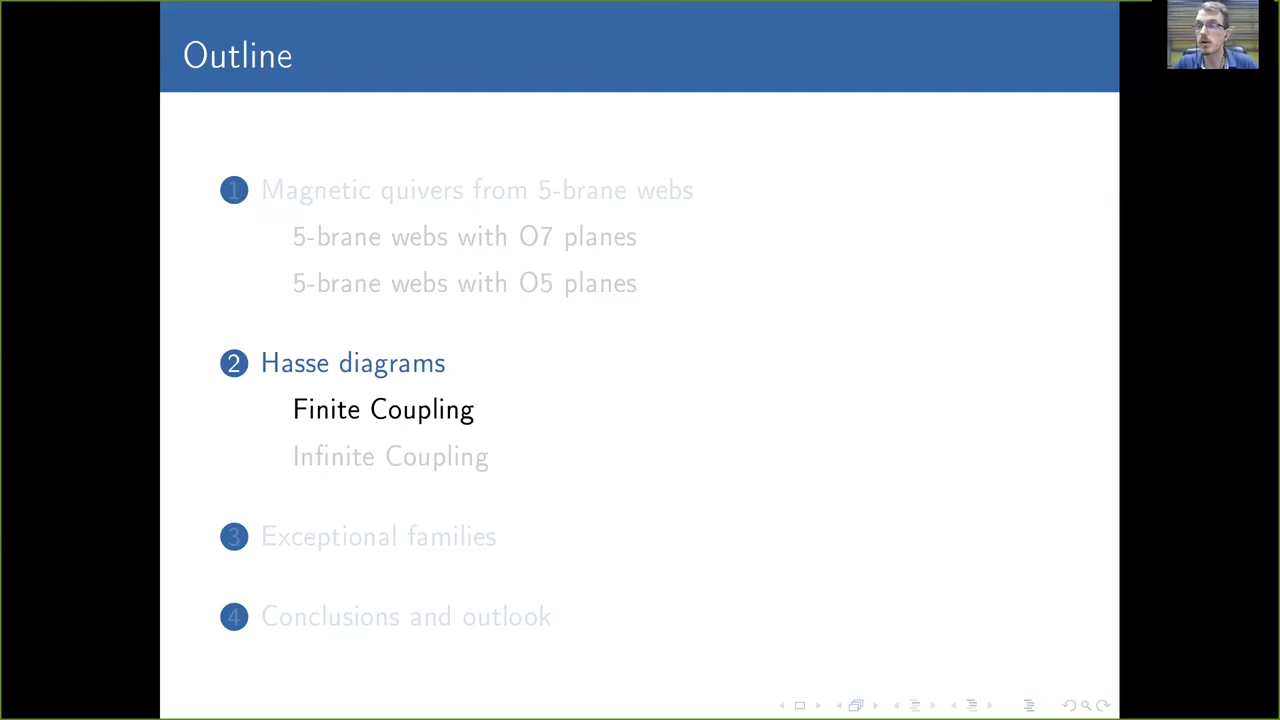 Outline
1 Magnetic quivers from 5-brane webs
5-brane webs with O7 planes
5-brane webs with O5 planes
2 Hasse diagrams
Finite Coupling
Infinite Coupling
3 Exceptional families
4 Conclusions and outlook